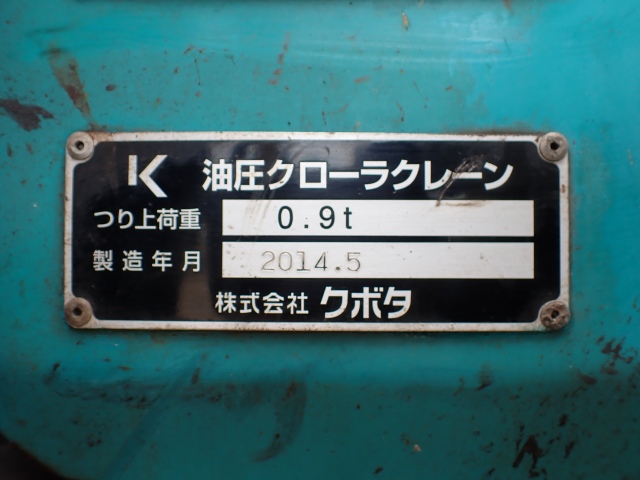 K 油圧クローラクレーン
つり上荷重 0.9t
製造年月 2014.5
株式会社 クボタ